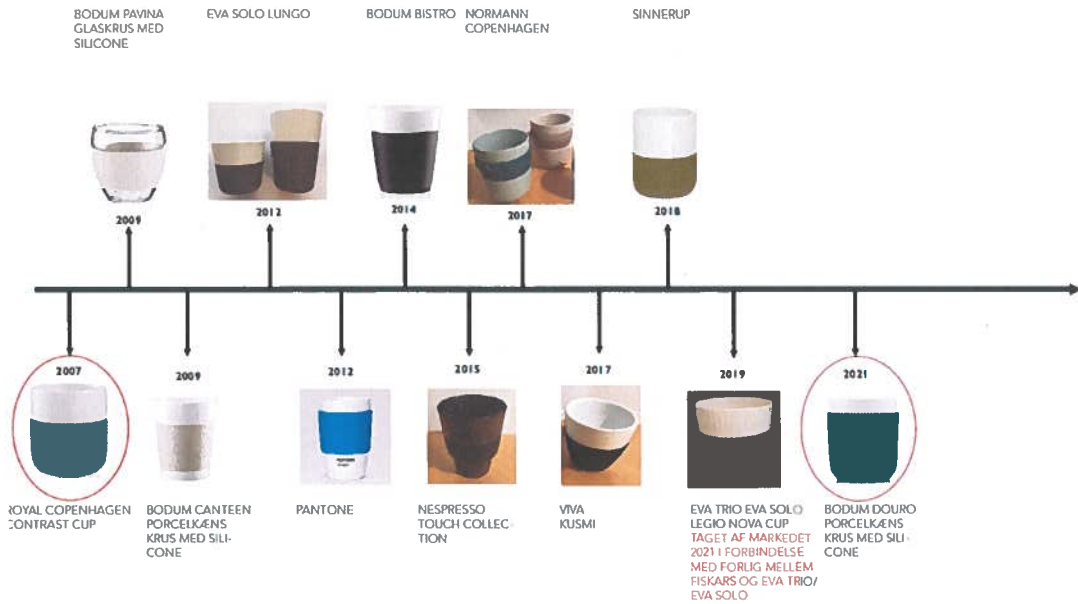 BODUM PAVINA
GLASKRUS MED
SILICONE
EVA SOLO LUNGO
BODUM BISTRO
NORMANN
COPENHAGEN
SINNERUP
2009
2012
2014
2017
2018
2007
2009
2012
2015
2017
2019
2021
ROYAL COPENHAGEN
CONTRAST CUP
BODUM CANTEEN
PORCELKÆNS
KRUS MED SILI-
CONE
PANTONE
NESPRESSO
TOUCH COLLEC-
TION
VIVA
KUSMI
EVA TRIO EVA SOLO
LEGIO NOVA CUP
TAGET AF MARKEDET
2021 I FORBINDELSE
MED FORLIG MELLEM
FISKARS OG EVA TRIO/
EVA SOLO
BODUM DOURO
PORCELKÆNS
KRUS MED SILI-
CONE